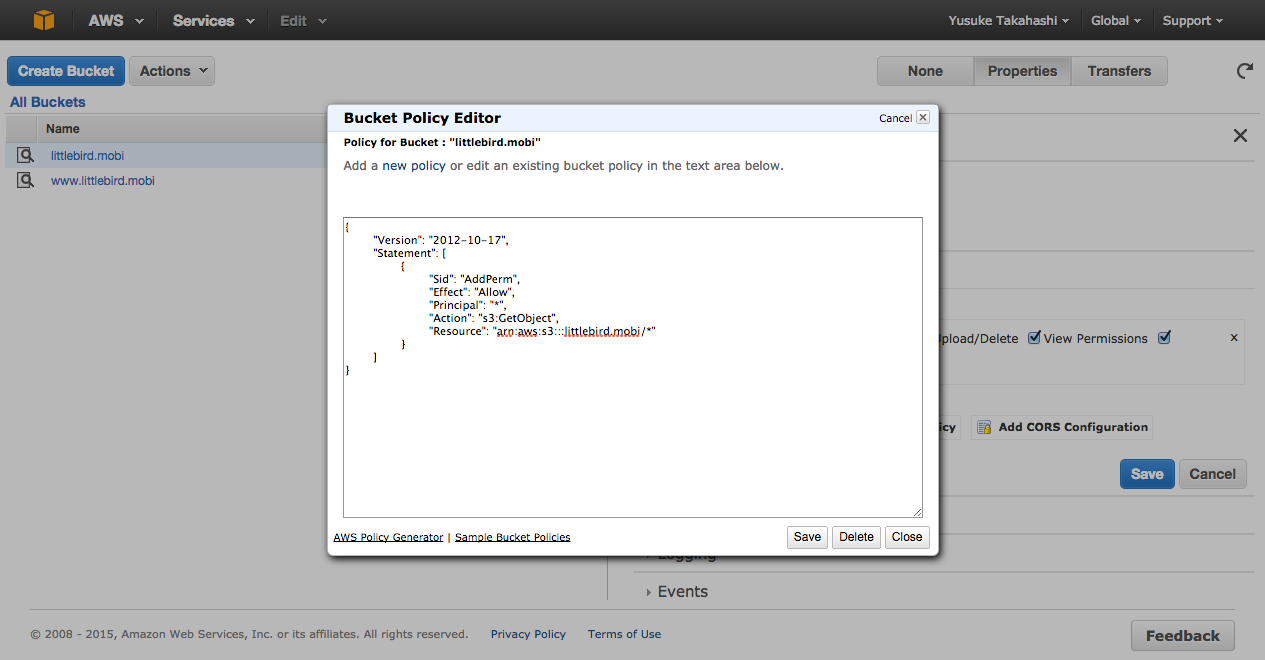 AWS Services Edit Yusuke Takahashi Global Support
Create Bucket Actions None Properties Transfers
All Buckets
Name
littlebird.mobi
www.littlebird.mobi
Bucket Policy Editor Cancel
Policy for Bucket : "littlebird.mobi"
Add a new policy or edit an existing bucket policy in the text area below.
{
"Version": "2012-10-17",
"Statement": [
{
"Sid": "AddPerm",
"Effect": "Allow",
"Principal": "*",
"Action": "s3:GetObject",
"Resource": "arn:aws:s3:::littlebird.mobi/*"
}
]
}
AWS Policy Generator | Sample Bucket Policies Save Delete Close
pload/Delete View Permissions x
icy Add CORS Configuration
Save Cancel
Logging
Events
© 2008 - 2015, Amazon Web Services, Inc. or its affiliates. All rights reserved. Privacy Policy Terms of Use Feedback